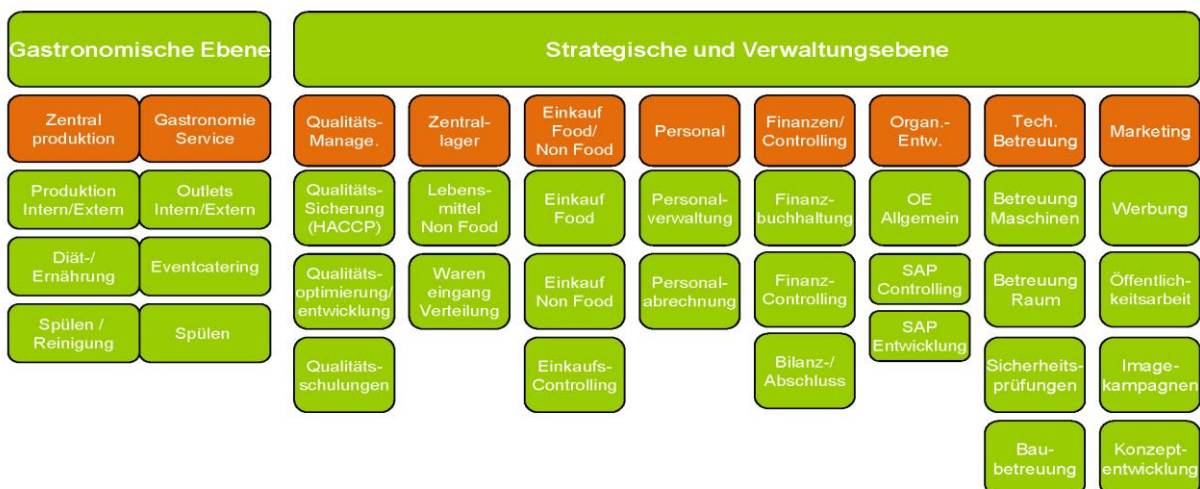 Gastronomische Ebene
Strategische und Verwaltungsebene
Zentral
produktion
Gastronomie
Service
Qualitäts-
Manage.
Zentral-
lager
Einkauf
Food/
Non Food
Personal
Finanzen/
Controlling
Organ.-
Entw.
Tech.
Betreuung
Marketing
Produktion
Intern/Extern
Outlets
Intern/Extern
Qualitäts-
Sicherung
(HACCP)
Lebens-
mittel
Non Food
Einkauf
Food
Personal-
verwaltung
Finanz-
buchhaltung
OE
Allgemein
Betreuung
Maschinen
Werbung
Diät-/
Ernährung
Eventcatering
Qualitäts-
optimierung/
entwicklung
Waren
eingang
Verteilung
Einkauf
Non Food
Personal-
abrechnung
Finanz-
Controlling
SAP
Controlling
Betreuung
Raum
Öffentlich-
keitsarbeit
Spülen /
Reinigung
Spülen
Qualitäts-
schulungen
Einkaufs-
Controlling
Bilanz-/
Abschluss
SAP
Entwicklung
Sicherheits-
prüfungen
Image-
kampagnen
Bau-
betreuung
Konzept-
entwicklung